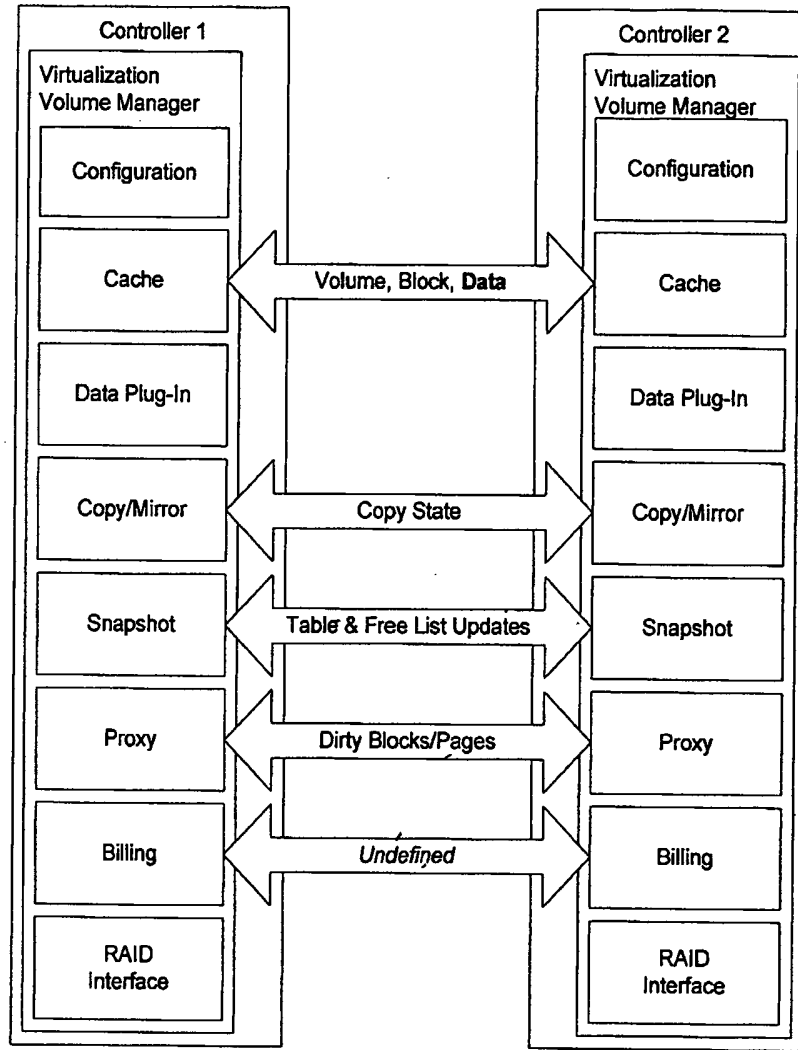 Controller 1
Virtualization
Volume Manager
Configuration
Cache
Data Plug-In
Copy/Mirror
Snapshot
Proxy
Billing
RAID
Interface
Volume, Block, Data
Copy State
Table & Free List Updates
Dirty Blocks/Pages
Undefined
Controller 2
Virtualization
Volume Manager
Configuration
Cache
Data Plug-In
Copy/Mirror
Snapshot
Proxy
Billing
RAID
Interface